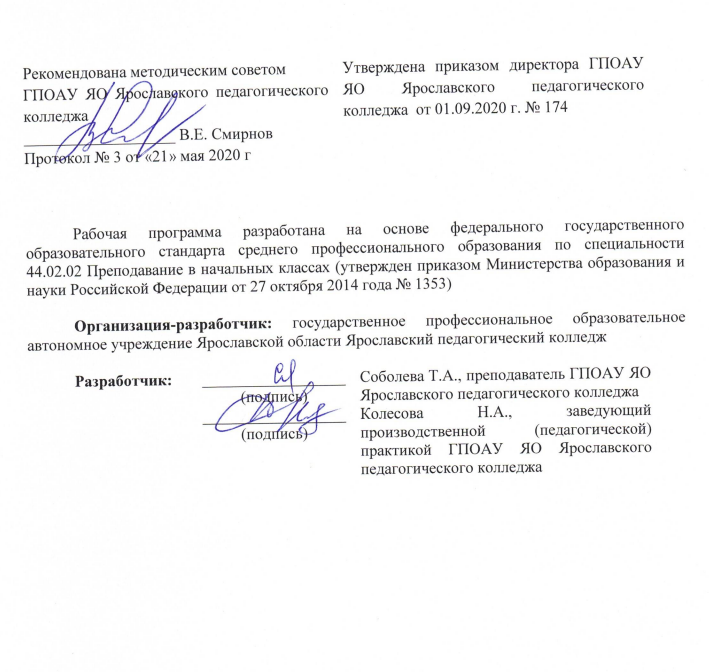 Рекомендована методическим советом
ГПОАУ ЯО Ярославского педагогического
колледжа
В.Е. Смирнов
Протокол № 3 от «21» мая 2020 г
Утверждена приказом директора ГПОАУ
ЯО Ярославского педагогического
колледжа от 01.09.2020 г. № 174
Рабочая программа разработана на основе федерального государственного
образовательного стандарта среднего профессионального образования по специальности
44.02.02 Преподавание в начальных классах (утвержден приказом Министерства образования и
науки Российской Федерации от 27 октября 2014 года № 1353)
Организация-разработчик: государственное профессиональное образовательное
автономное учреждение Ярославской области Ярославский педагогический колледж
Разработчик:
(подпись)
(подпись)
Соболева Т.А., преподаватель ГПОАУ ЯО
Ярославского педагогического колледжа
Колесова Н.А., заведующий
производственной (педагогической)
практикой ГПОАУ ЯО Ярославского
педагогического колледжа